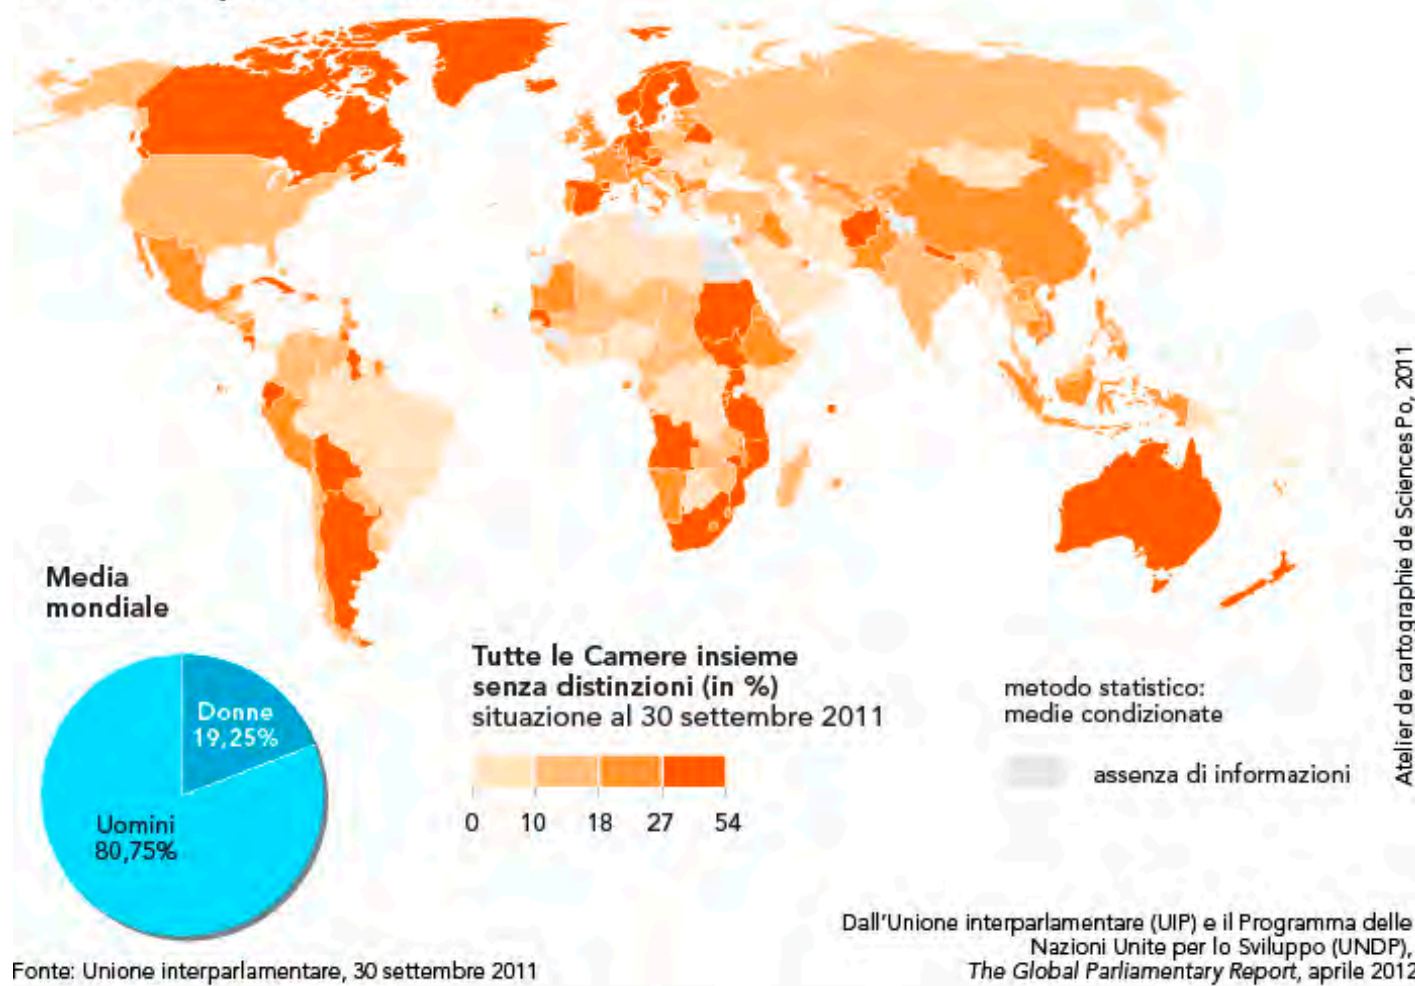 Media
mondiale
Donne
19,25%
Uomini
80,75%
Tutte le Camere insieme
senza distinzioni (in %)
situazione al 30 settembre 2011
0 10 18 27 54
metodo statistico:
medie condizionate
assenza di informazioni
Atelier de cartographie de Sciences Po, 2011
Dall'Unione interparlamentare (UIP) e il Programma delle
Nazioni Unite per lo Sviluppo (UNDP),
The Global Parliamentary Report, aprile 2012
Fonte: Unione interparlamentare, 30 settembre 2011